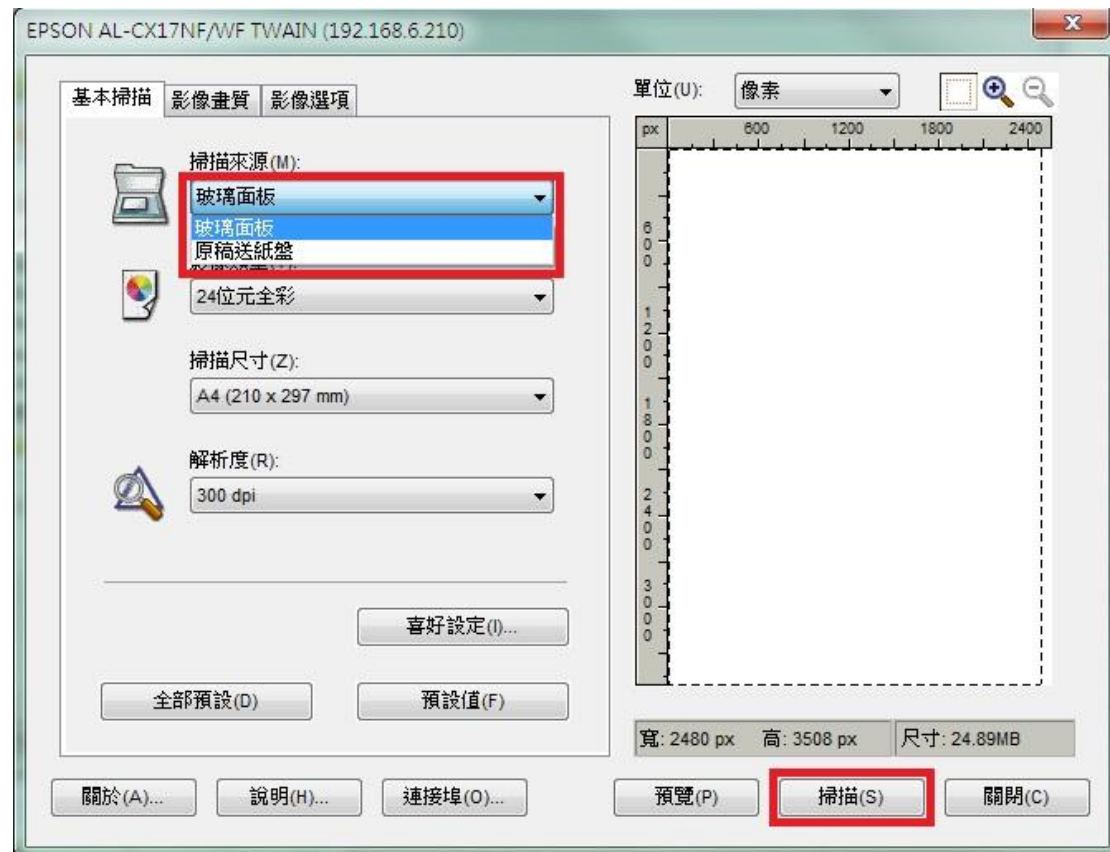 EPSON AL-CX17NF/WF TWAIN (192.168.6.210)
基本掃描 影像畫質 影像選項
掃描來源(M):
玻璃面板
玻璃面板
原稿送紙盤
24位元全彩
掃描尺寸(Z):
A4 (210 x 297 mm)
解析度(R):
300 dpi
喜好設定(I)...
全部預設(D) 預設值(F)
單位(U): 像素
px 600 1200 1800 2400
600
1200
1800
2400
3000
寬: 2480 px 高: 3508 px 尺寸: 24.89MB
關於(A)... 說明(H)... 連接埠(O)... 預覽(P) 掃描(S) 關閉(C)